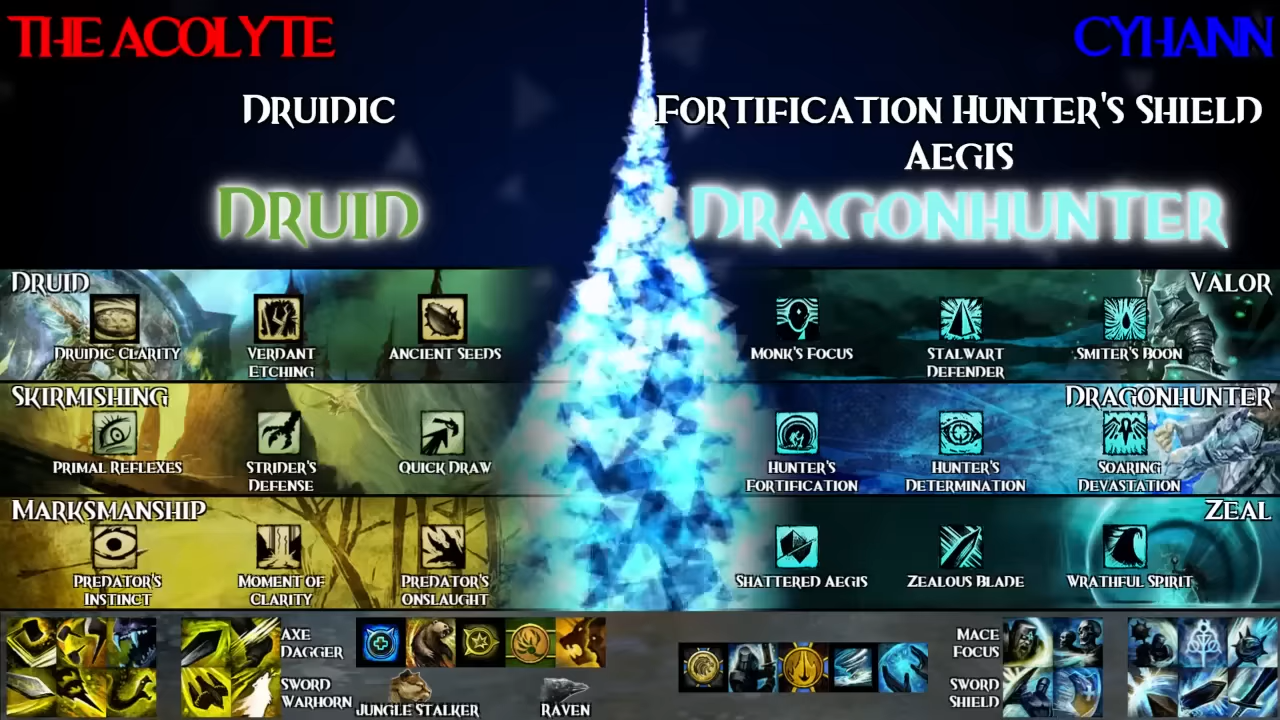 THE ACOLYTE
CYHANN
DRUIDIC
FORTIFICATION HUNTER'S SHIELD
AEGIS
DRUID
DRAGONHUNTER
DRUID
DRUIDIC CLARITY
VERDANT
ETCHING
ANCIENT SEEDS
VALOR
MONK'S FOCUS
STALWART
DEFENDER
SMITER'S BOON
SKIRMISHING
PRIMAL REFLEXES
STRIDER'S
DEFENSE
QUICK DRAW
DRAGONHUNTER
HUNTER'S
FORTIFICATION
HUNTER'S
DETERMINATION
SOARING
DEVASTATION
MARKSMANSHIP
PREDATOR'S
INSTINCT
MOMENT OF
CLARITY
PREDATOR'S
ONSLAUGHT
ZEAL
SHATTERED AEGIS
ZEALOUS BLADE
WRATHFUL SPIRIT
AXE
DAGGER
SWORD
WARHORN
JUNGLE STALKER
RAVEN
MACE
FOCUS
SWORD
SHIELD